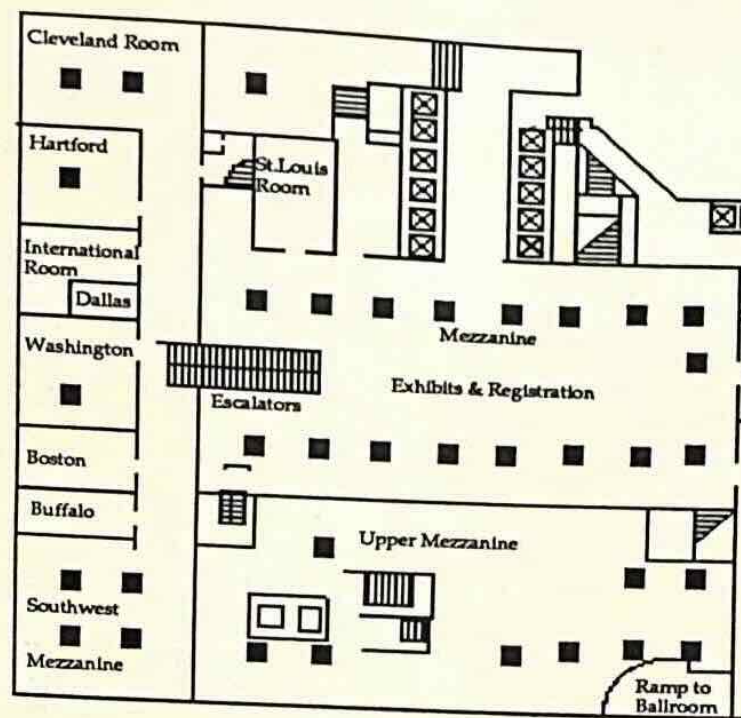 Cleveland Room
Hartford
St.Louis
Room
International
Room
Dallas
Mezzanine
Washington
Exhibits & Registration
Escalators
Boston
Buffalo
Upper Mezzanine
Southwest
Mezzanine
Ramp to
Ballroom